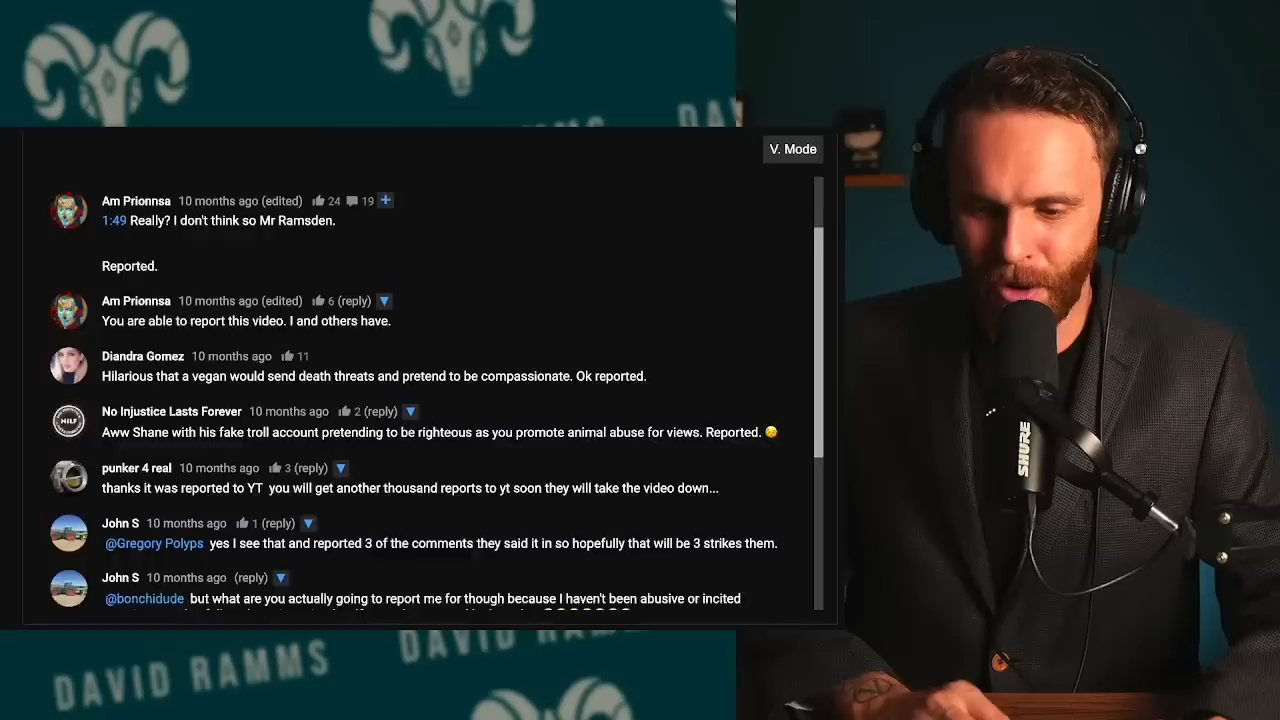 DA
V. Mode
Am Prionnsa 10 months ago (edited) 24 19
1:49 Really? I don't think so Mr Ramsden.
Reported.
Am Prionnsa 10 months ago (edited) 6 (reply)
You are able to report this video. I and others have.
Diandra Gomez 10 months ago 11
Hilarious that a vegan would send death threats and pretend to be compassionate. Ok reported.
No Injustice Lasts Forever 10 months ago 2 (reply)
NILF
Aww Shane with his fake troll account pretending to be righteous as you promote animal abuse for views. Reported.
punker 4 real 10 months ago 3 (reply)
thanks it was reported to YT you will get another thousand reports to yt soon they will take the video down...
John S 10 months ago 1 (reply)
@Gregory Polyps yes I see that and reported 3 of the comments they said it in so hopefully that will be 3 strikes them.
John S 10 months ago (reply)
@bonchidude but what are you actually going to report me for though because I haven't been abusive or incited
SHURE
DAVID RAMMS
DAVID RAMMS